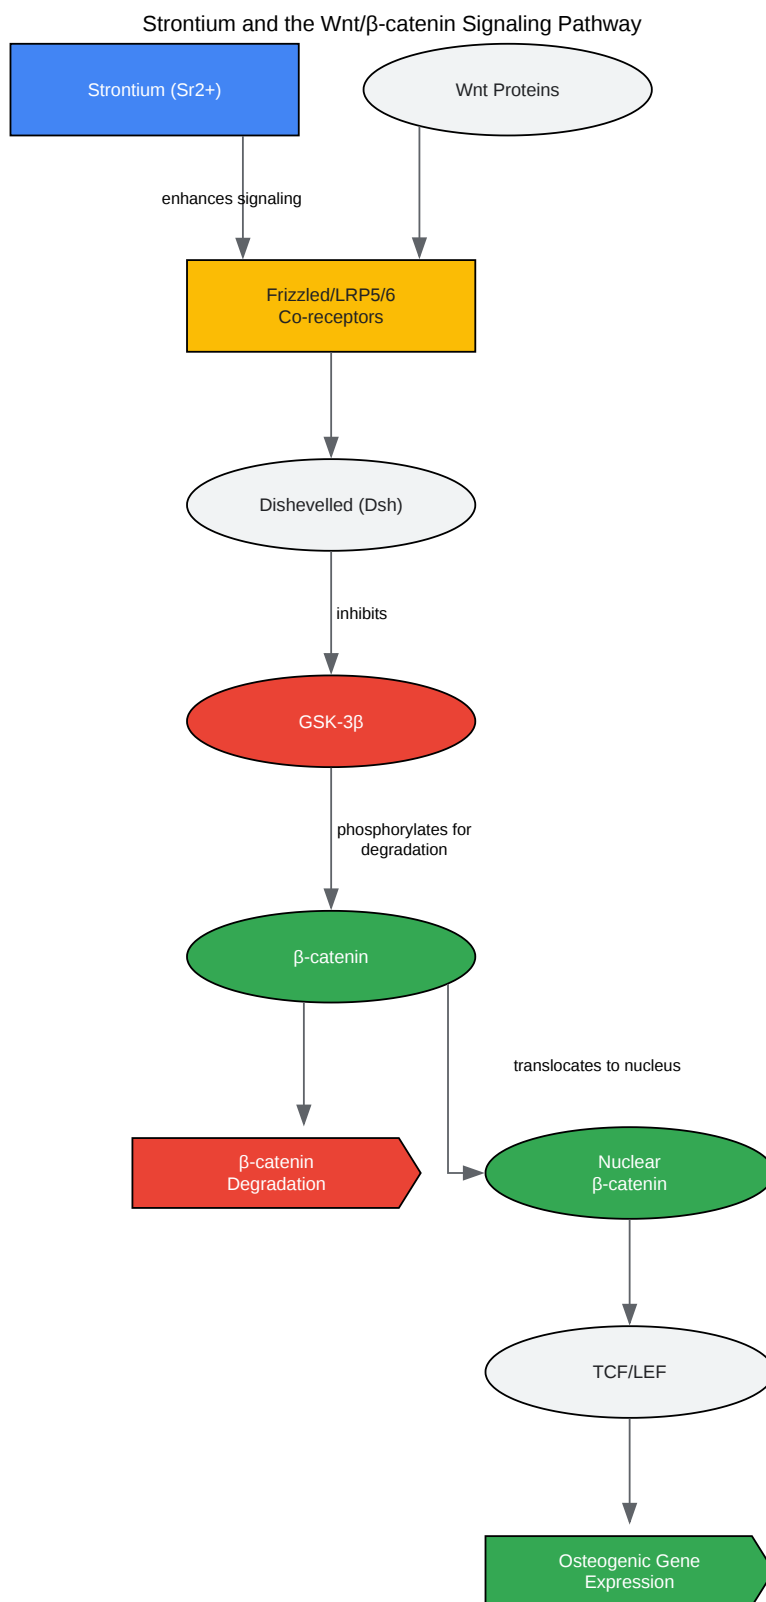 Strontium and the Wnt/β-catenin Signaling Pathway
Strontium (Sr2+)
Wnt Proteins
enhances signaling
Frizzled/LRP5/6
Co-receptors
Dishevelled (Dsh)
inhibits
GSK-3β
phosphorylates for
degradation
β-catenin
translocates to nucleus
β-catenin
Degradation
Nuclear
β-catenin
TCF/LEF
Osteogenic Gene
Expression